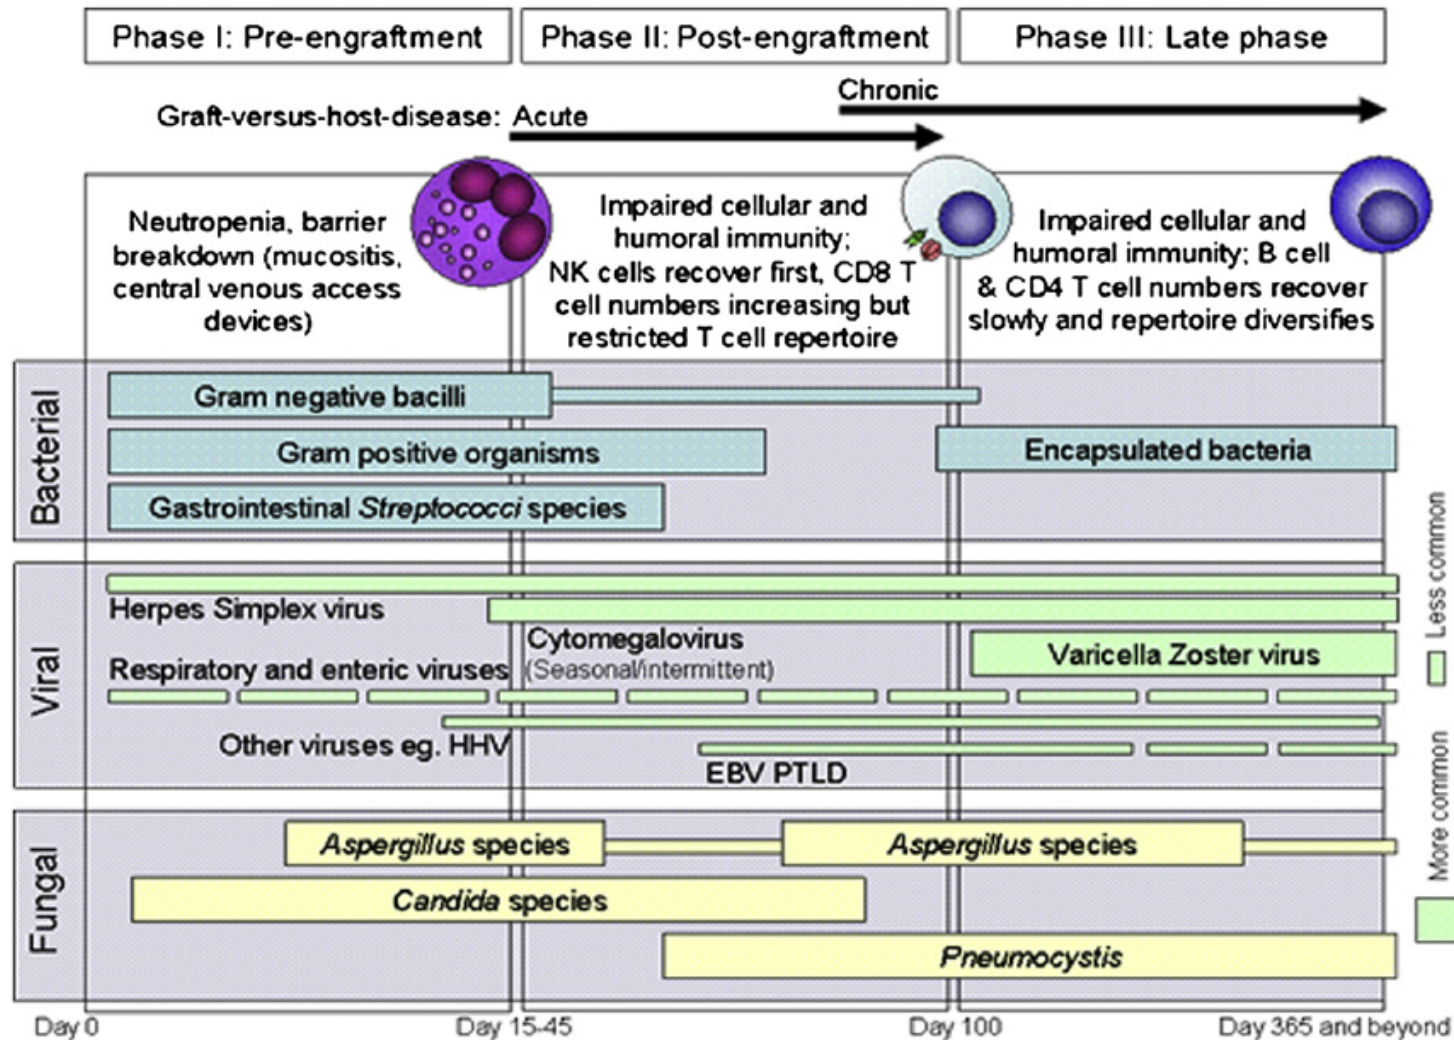 Phase I: Pre-engraftment
Phase II: Post-engraftment
Phase III: Late phase
Chronic
Graft-versus-host-disease: Acute
Neutropenia, barrier
breakdown (mucositis,
central venous access
devices)
Impaired cellular and
humoral immunity;
NK cells recover first, CD8 T
cell numbers increasing but
restricted T cell repertoire
Impaired cellular and
humoral immunity; B cell
& CD4 T cell numbers recover
slowly and repertoire diversifies
Bacterial
Gram negative bacilli
Gram positive organisms
Encapsulated bacteria
Gastrointestinal Streptococci species
Viral
Herpes Simplex virus
Cytomegalovirus
Varicella Zoster virus
Respiratory and enteric viruses (Seasonal/intermittent)
Other viruses eg. HHV
EBV PTLD
Fungal
Aspergillus species
Aspergillus species
Candida species
Pneumocystis
Day 0
Day 15-45
Day 100
Day 365 and beyond
Less common
More common